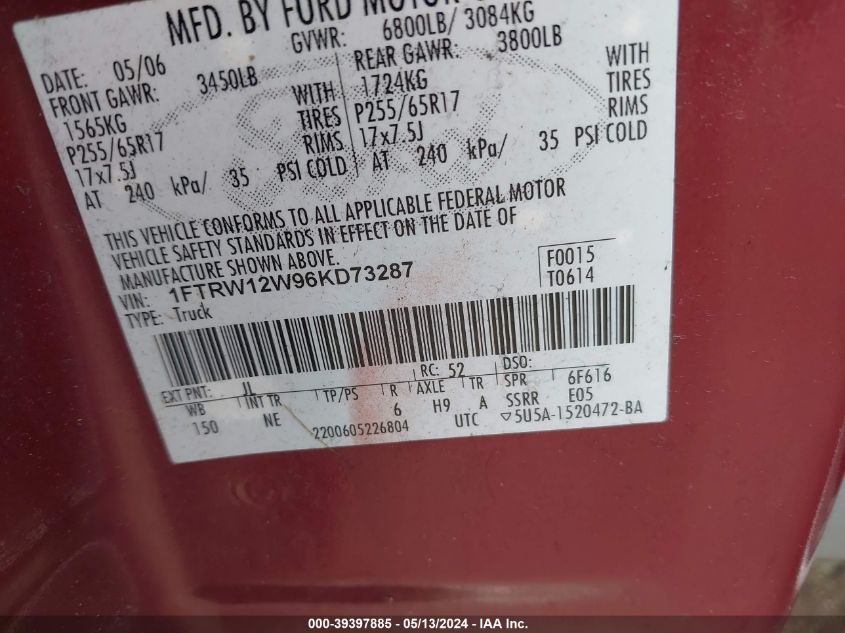 MFD. BY FORD MOTOR
GVWR: 6800LB/ 3084KG
DATE: 05/06
FRONT GAWR: 3450LB
1565KG WITH
P255/65R17 TIRES
17x7.5J RIMS
AT 240 kPa/ 35 PSI COLD
REAR GAWR: 3800LB
1724KG WITH
P255/65R17 TIRES
17x7.5J RIMS
AT 240 kPa/ 35 PSI COLD
THIS VEHICLE CONFORMS TO ALL APPLICABLE FEDERAL MOTOR
VEHICLE SAFETY STANDARDS IN EFFECT ON THE DATE OF
MANUFACTURE SHOWN ABOVE.
VIN: 1FTRW12W96KD73287
TYPE: Truck
F0015
T0614
EXT PNT: JL RC: 52 DSO:
WB INT TR TP/PS R AXLE TR SPR 6F616
150 NE 6 H9 A SSRR E05
2200605226804 UTC ▽5U5A-1520472-BA
000-39397885 - 05/13/2024 - IAA Inc.